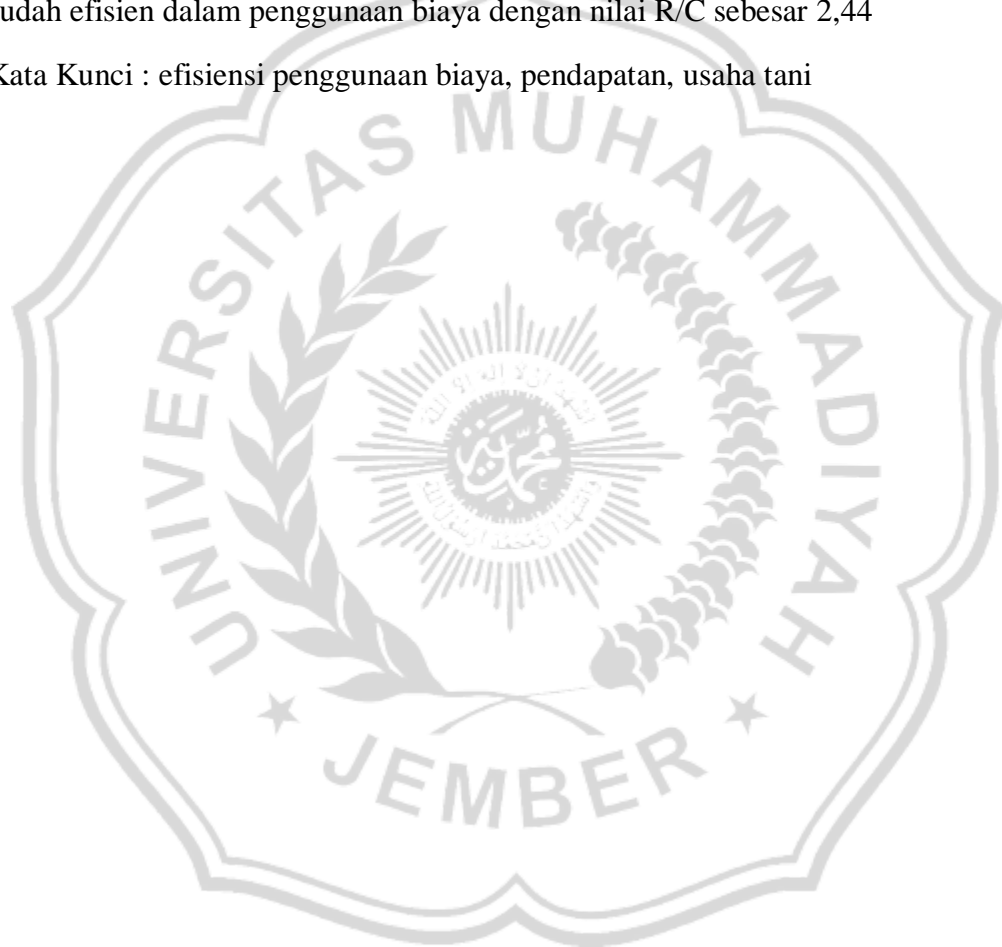 udah efisien dalam penggunaan biaya dengan nilai R/C sebesar 2,44
Kata Kunci : efisiensi penggunaan biaya, pendapatan, usaha tani
UNIVERSITAS MUHAMMADIYAH
JEMBER